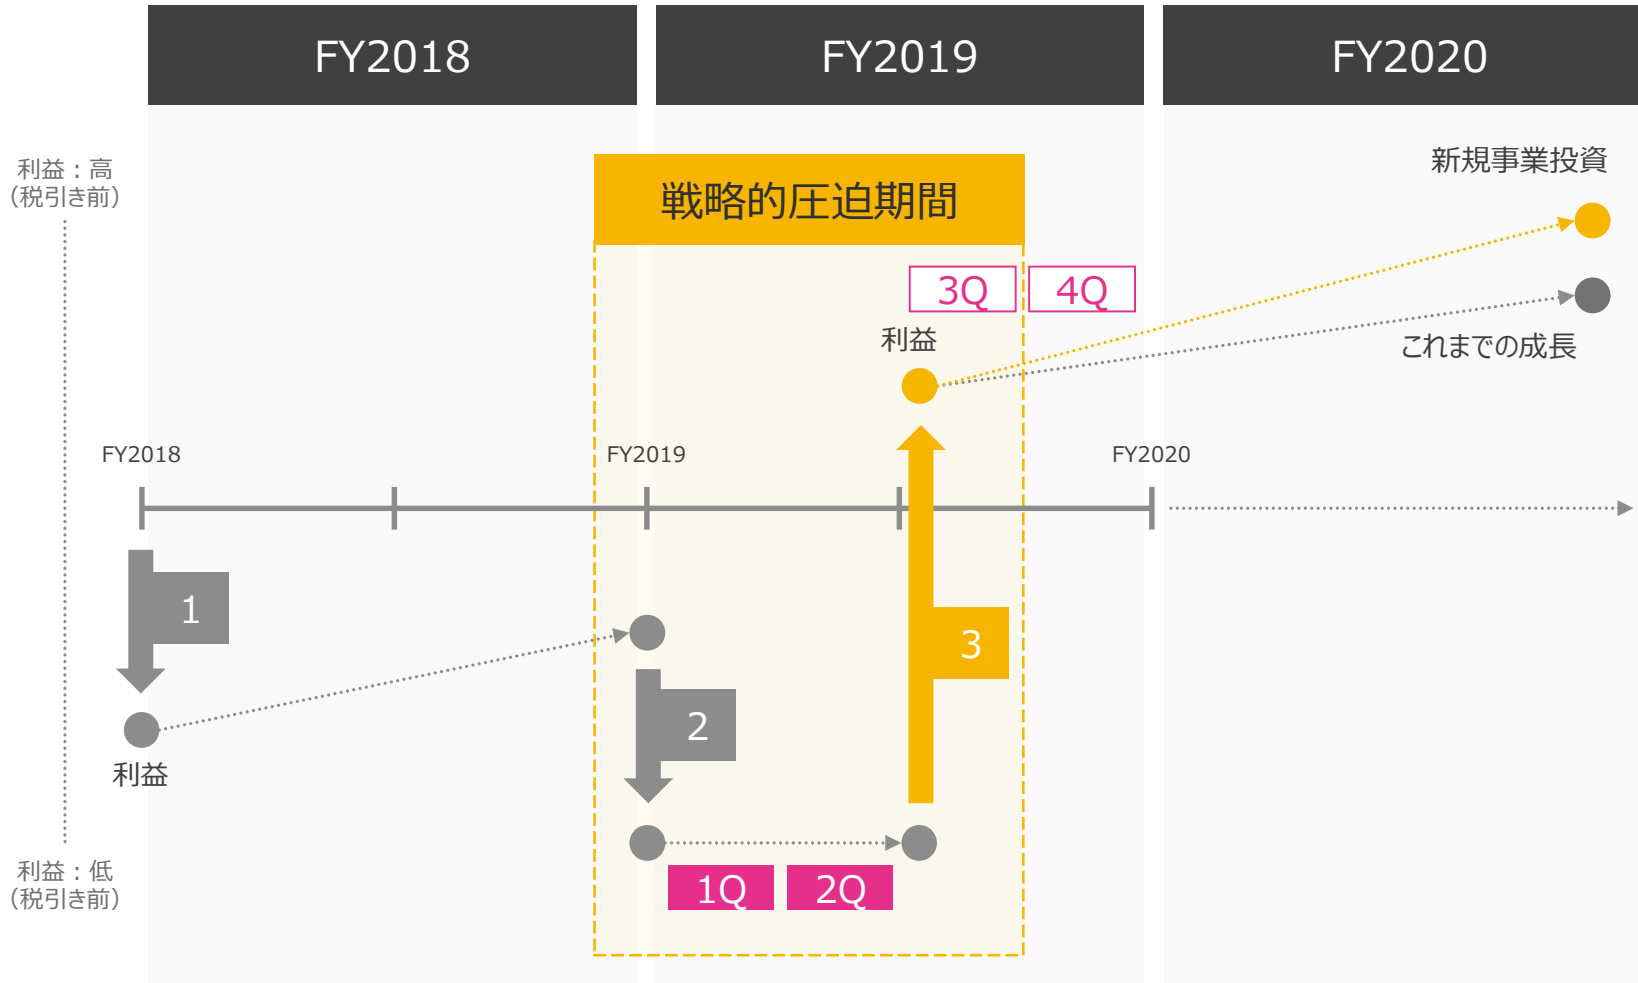 FY2018
FY2019
FY2020
利益：高
（税引き前）
新規事業投資
戦略的圧迫期間
3Q
4Q
利益
これまでの成長
FY2018
FY2019
FY2020
1
3
2
利益
利益：低
（税引き前）
1Q
2Q